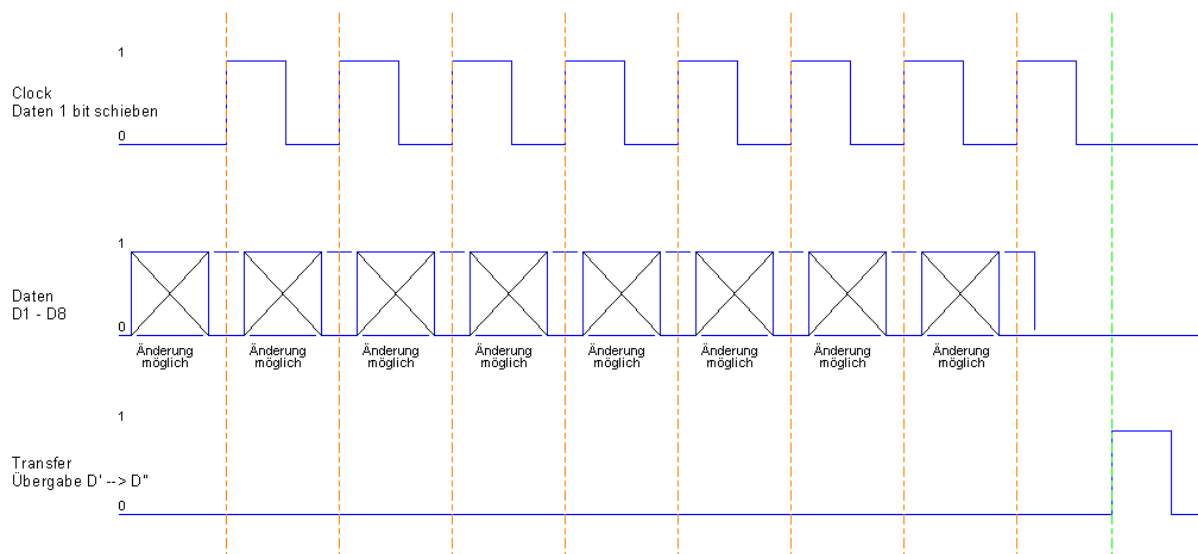 1
Clock
Daten 1 bit schieben
0
1
Daten
D1 - D8
0
Änderung möglich
Änderung möglich
Änderung möglich
Änderung möglich
Änderung möglich
Änderung möglich
Änderung möglich
Änderung möglich
1
Transfer
Übergabe D' --> D"
0